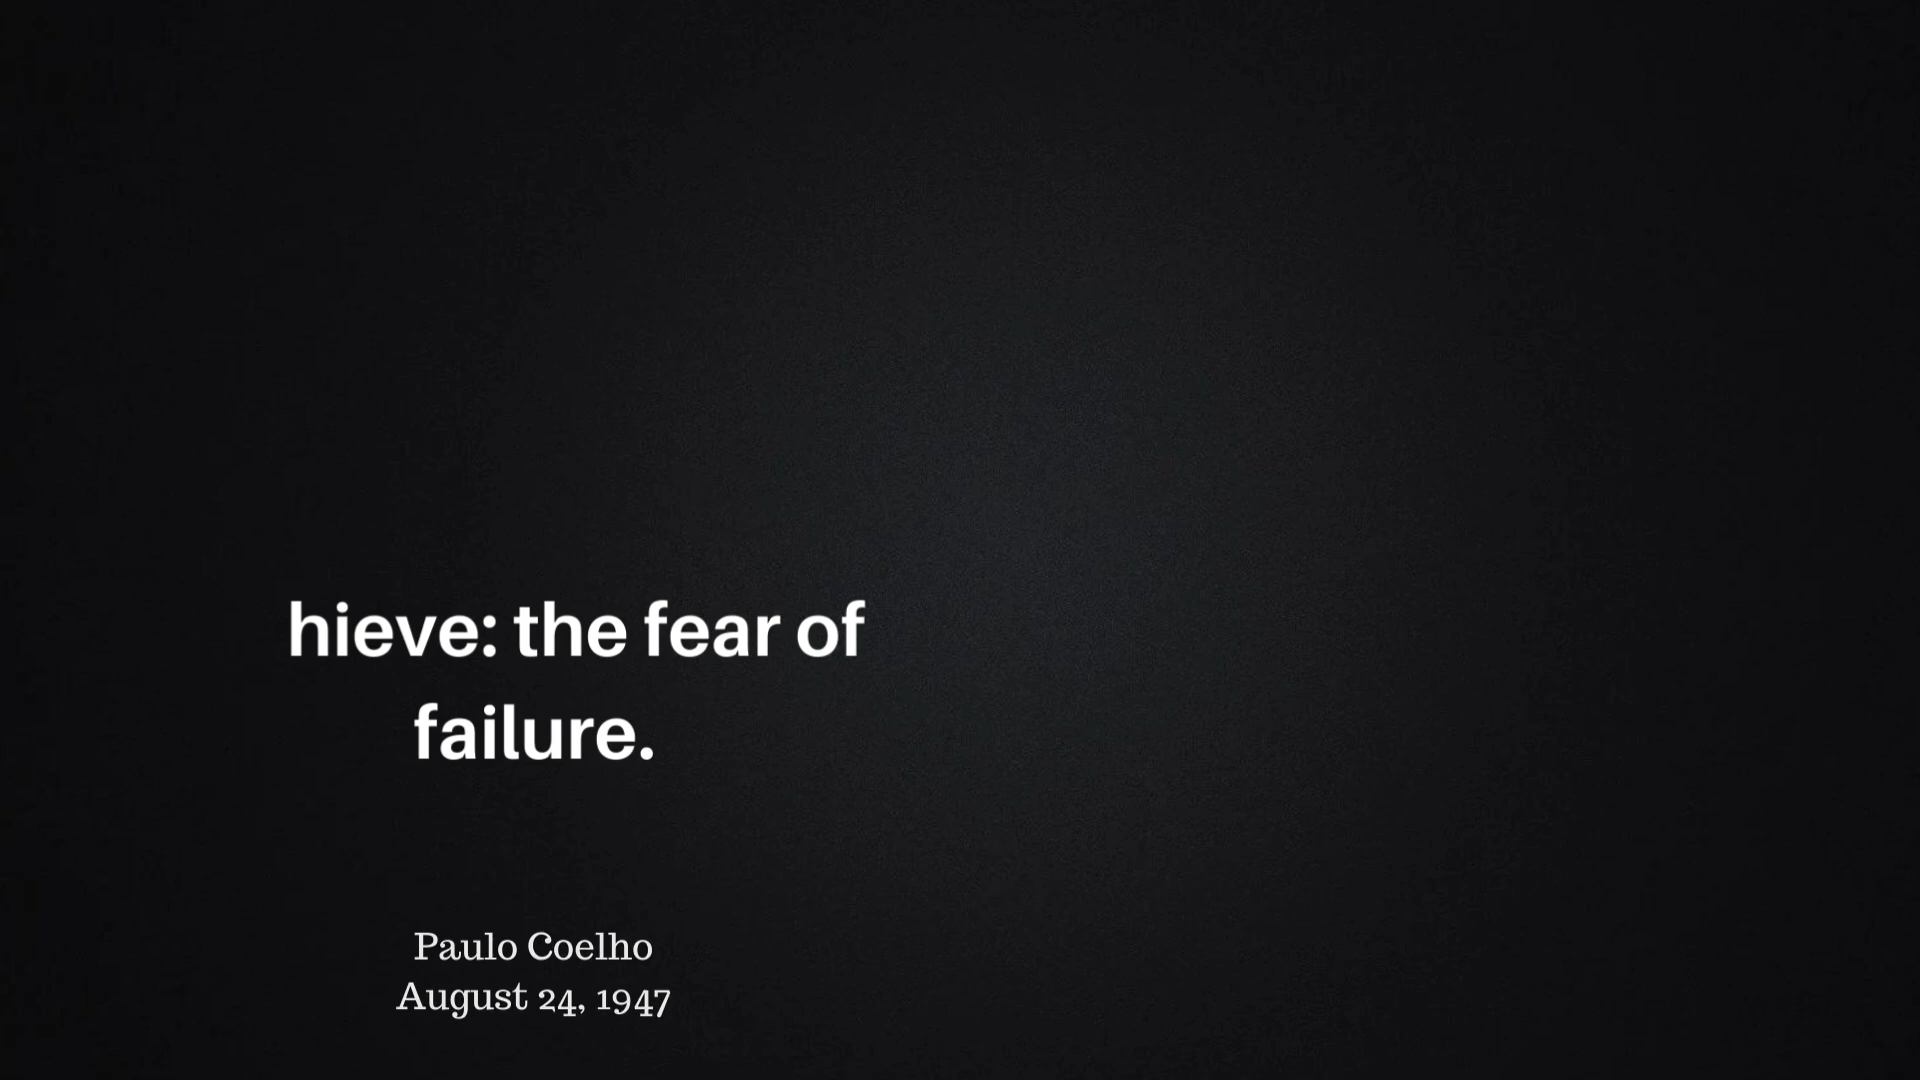 hieve: the fear of
failure.
Paulo Coelho
August 24, 1947